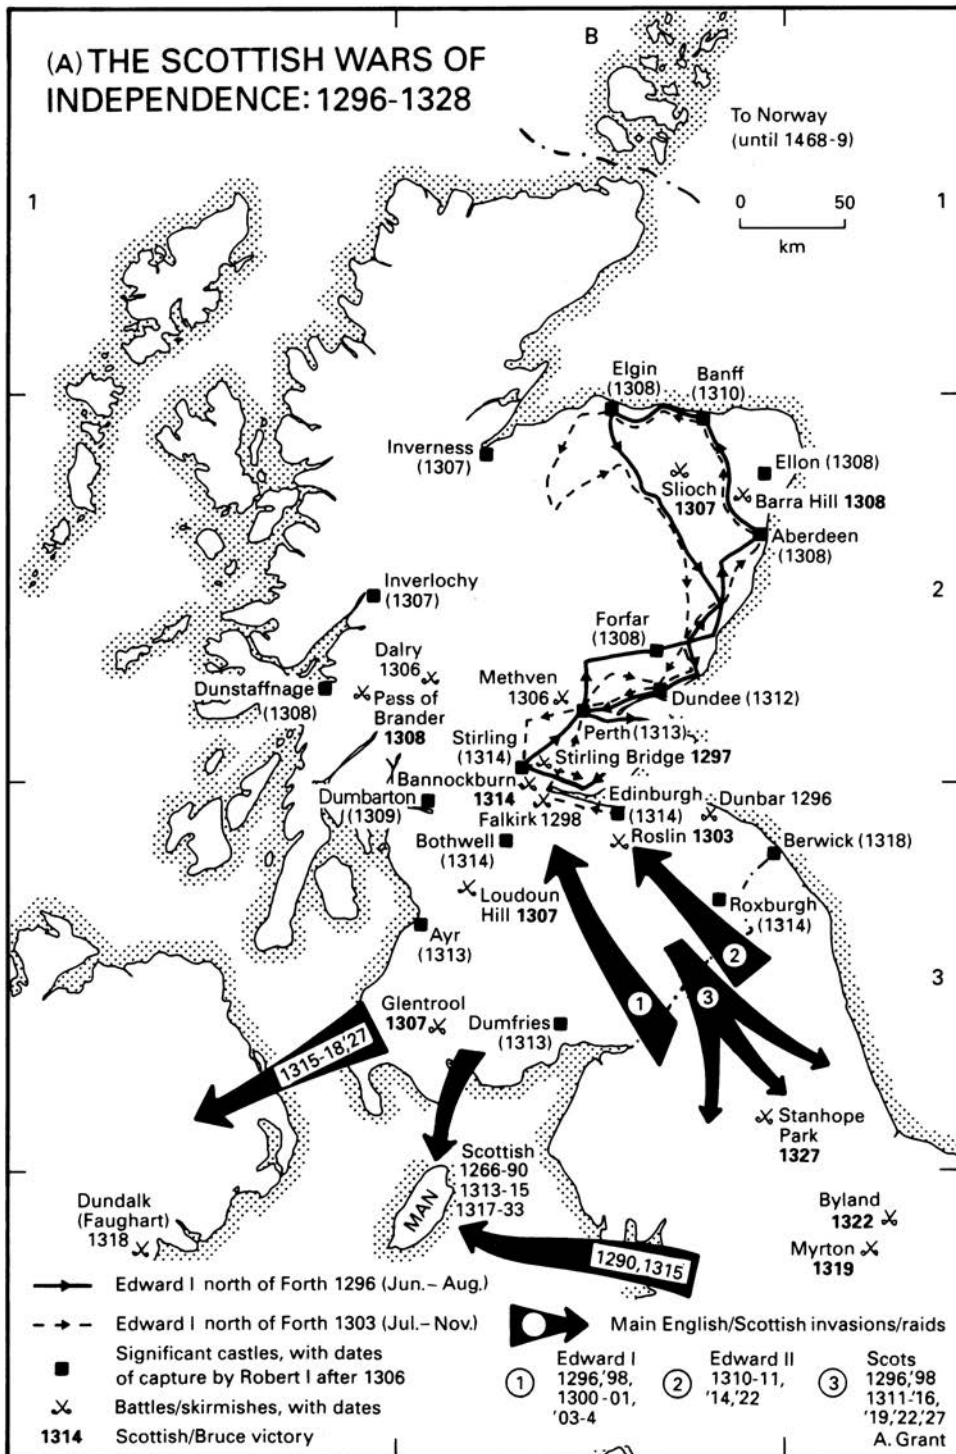 (A) THE SCOTTISH WARS OF
INDEPENDENCE: 1296-1328
B
To Norway
(until 1468-9)
1
1
0 50
km
Elgin
(1308)
Banff
(1310)
Inverness
(1307)
Ellon (1308)
Slioch
1307
Barra Hill 1308
Aberdeen
(1308)
Inverlochy
(1307)
2
Forfar
(1308)
Dalry
1306
Methven
1306
Dunstaffnage
(1308)
Pass of
Brander
1308
Dundee (1312)
Perth (1313)
Stirling
(1314)
Stirling Bridge 1297
Bannockburn
1314
Dumbarton
(1309)
Falkirk 1298
Edinburgh
(1314)
Dunbar 1296
Roslin 1303
Bothwell
(1314)
Berwick (1318)
Loudoun
Hill 1307
Roxburgh
(1314)
Ayr
(1313)
2
3
1
3
Glentrool
1307
Dumfries
(1313)
1315-18,'27
Stanhope
Park
1327
Scottish
1266-90
1313-15
1317-33
MAN
Dundalk
(Faughart)
1318
Byland
1322
Myrton
1319
1290, 1315
Edward I north of Forth 1296 (Jun.-Aug.)
Edward I north of Forth 1303 (Jul.-Nov.)
Significant castles, with dates
of capture by Robert I after 1306
Battles/skirmishes, with dates
1314 Scottish/Bruce victory
Main English/Scottish invasions/raids
1 Edward I
1296,'98,
1300-01,
'03-4
2 Edward II
1310-11,
'14,'22
3 Scots
1296,'98
1311-'16,
'19,'22,'27
A. Grant